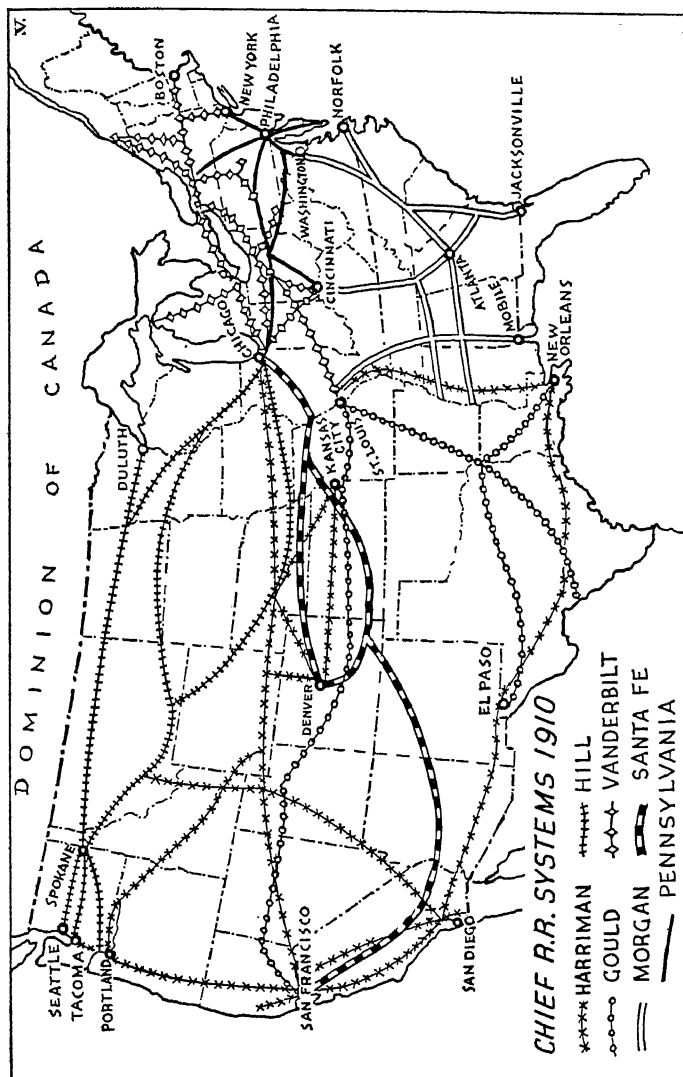 XV.
DOMINION OF CANADA
SEATTLE
TACOMA
PORTLAND
SPOKANE
DULUTH
BOSTON
NEW YORK
PHILADELPHIA
NORFOLK
WASHINGTON
CHICAGO
CINCINNATI
SAN FRANCISCO
DENVER
KANSAS
CITY
ST. LOUIS
ATLANTA
JACKSONVILLE
MOBILE
NEW
ORLEANS
SAN DIEGO
EL PASO
CHIEF R.R. SYSTEMS 1910
HARRIMAN
HILL
GOULD
VANDERBILT
MORGAN
SANTA FE
PENNSYLVANIA